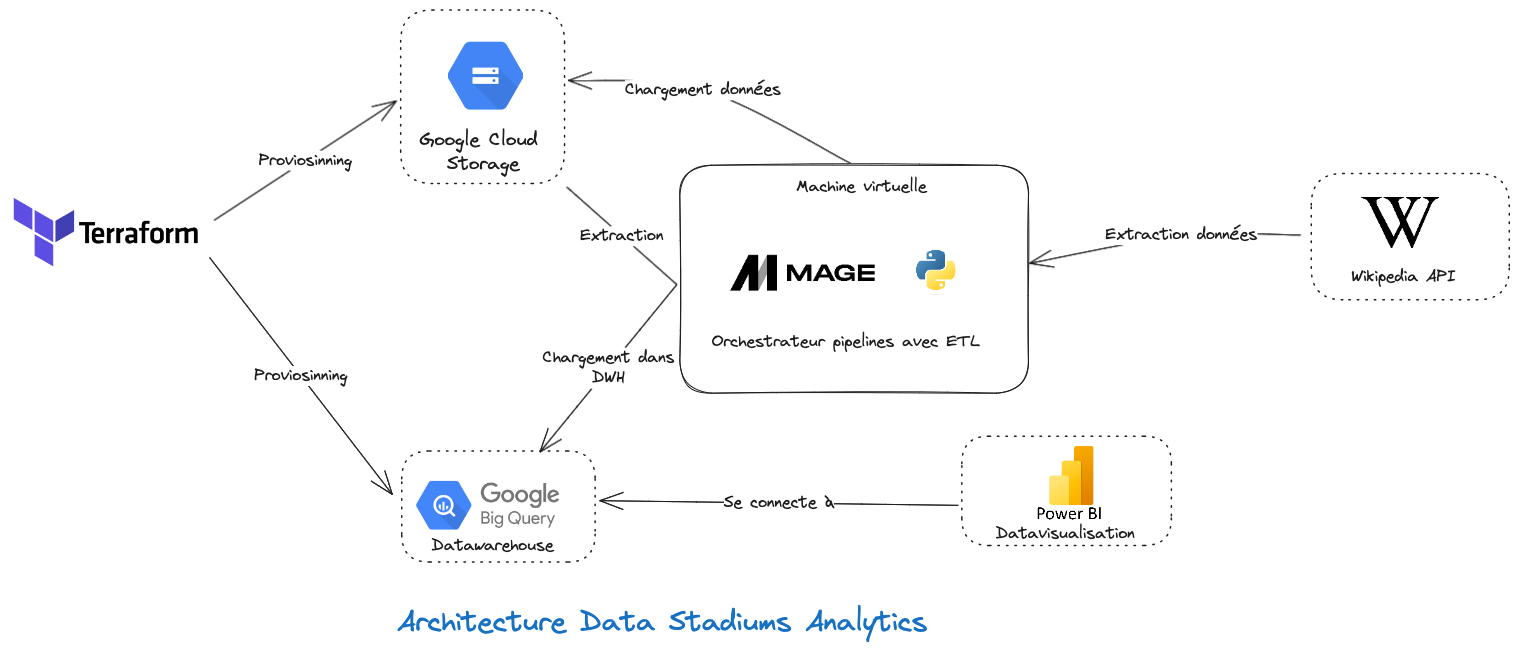 Google Cloud
Storage
Chargement données
Proviosinning
Machine virtuelle
Terraform
Extraction
Extraction données
MAGE
Wikipedia API
Orchestrateur pipelines avec ETL
Chargement dans
DWH
Proviosinning
Google
Big Query
Datawarehouse
Se connecte à
Power BI
Datavisualisation
Architecture Data Stadiums Analytics